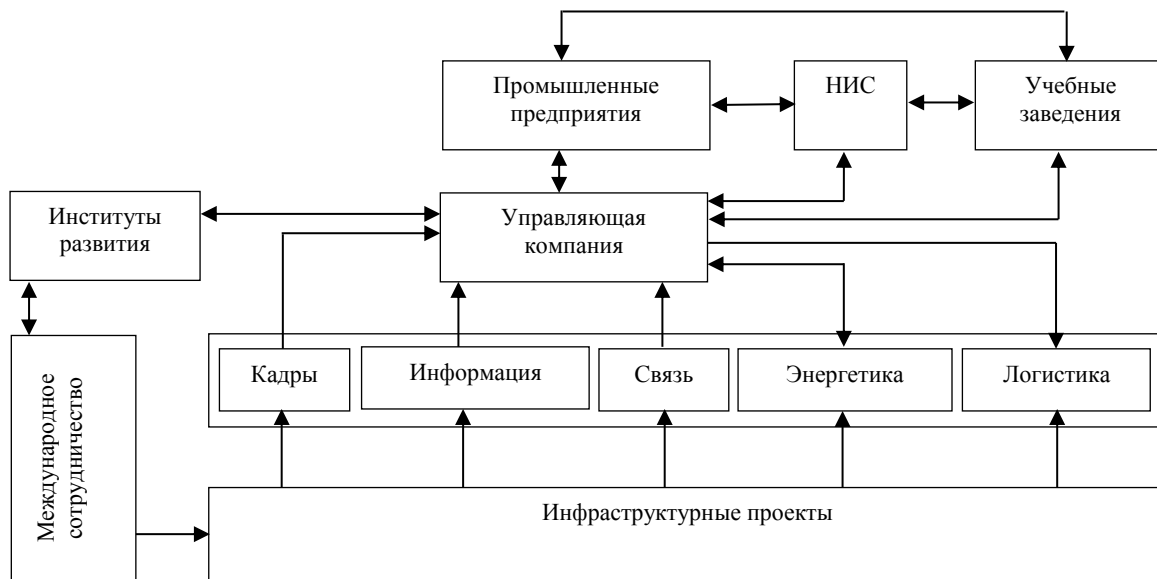 Промышленные
предприятия
НИС
Учебные
заведения
Институты
развития
Управляющая
компания
Кадры
Информация
Связь
Энергетика
Логистика
Международное
сотрудничество
Инфраструктурные проекты